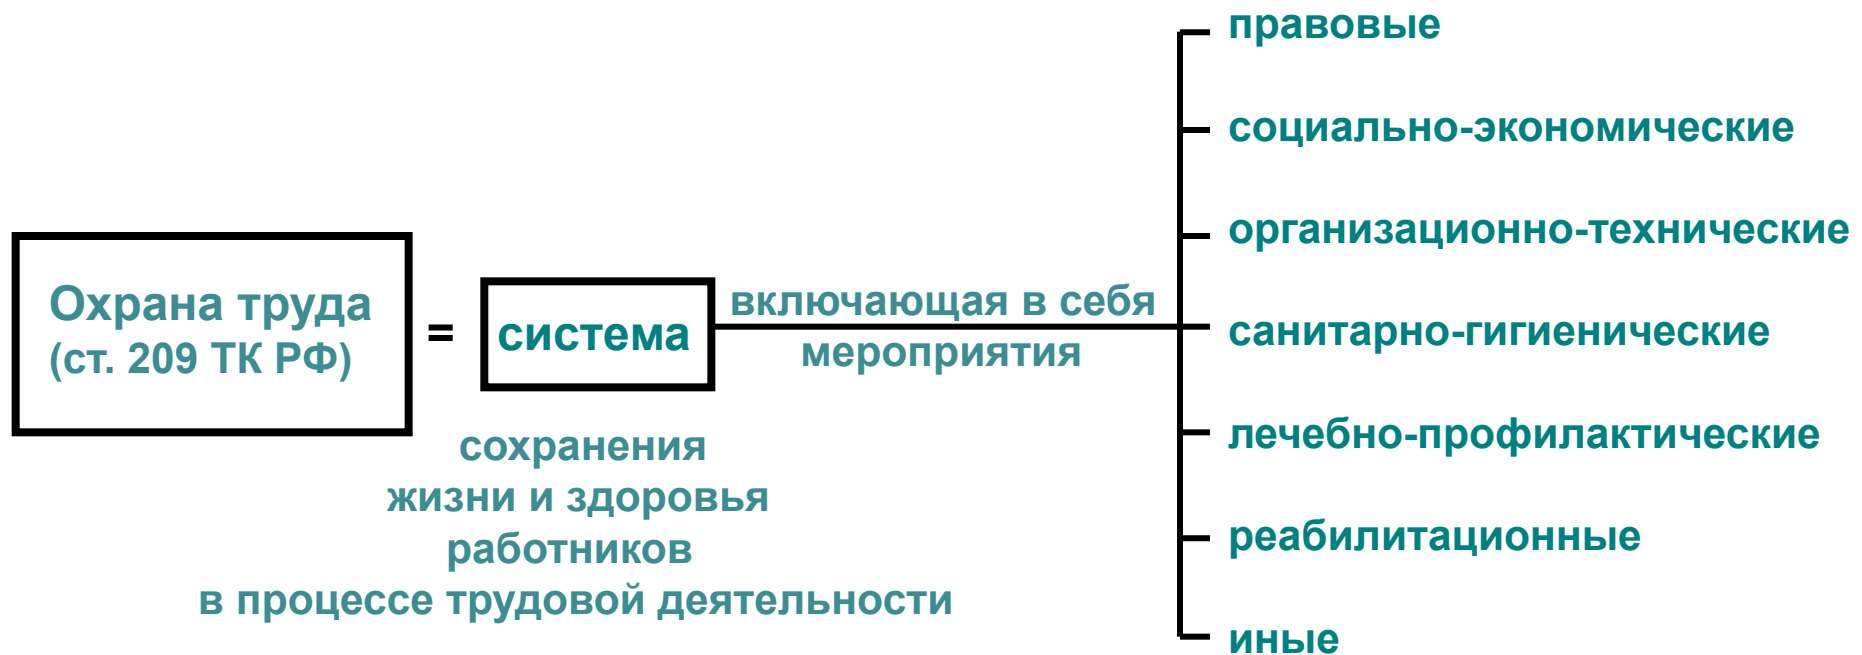 Охрана труда
(ст. 209 ТК РФ)
=
система
сохранения
жизни и здоровья
работников
в процессе трудовой деятельности
включающая в себя
мероприятия
правовые
социально-экономические
организационно-технические
санитарно-гигиенические
лечебно-профилактические
реабилитационные
иные